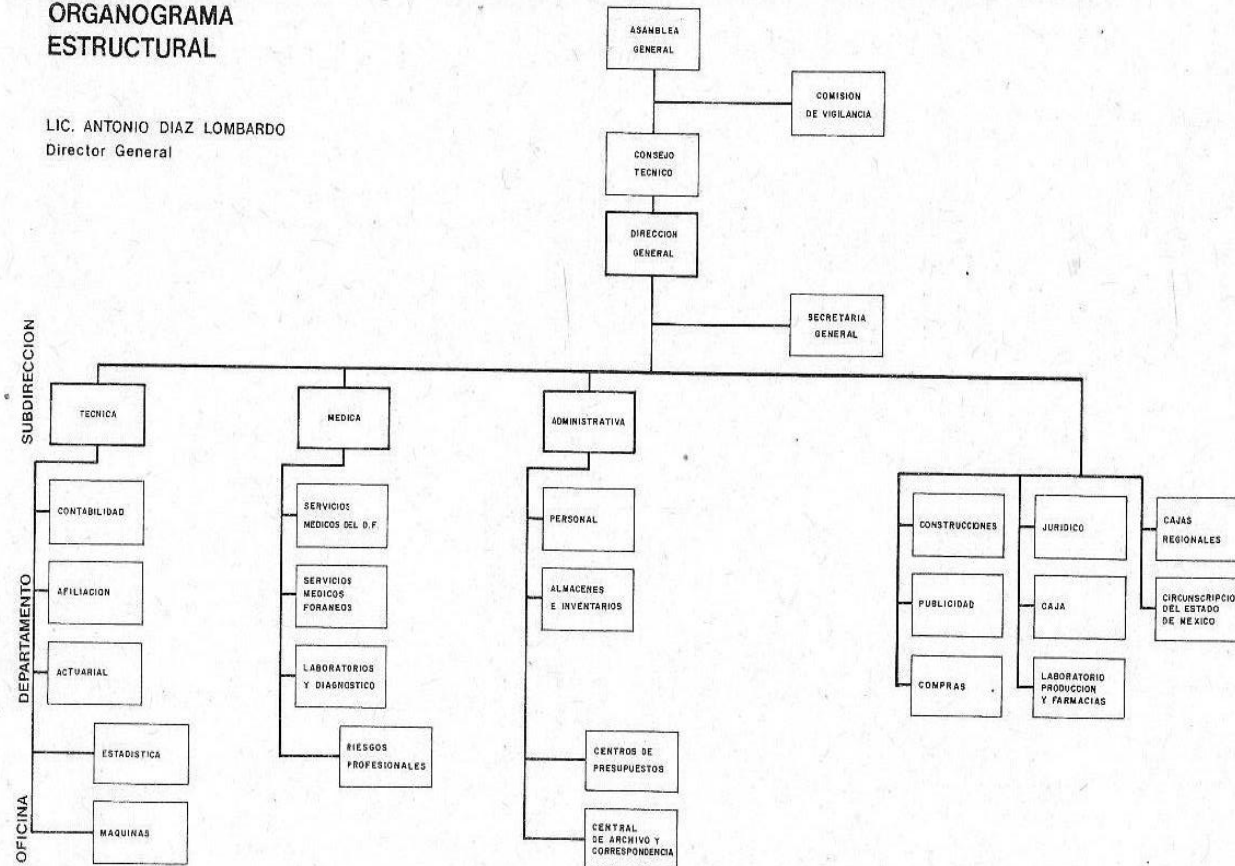 ORGANOGRAMA
ESTRUCTURAL
LIC. ANTONIO DIAZ LOMBARDO
Director General
ASAMBLEA
GENERAL
COMISION
DE VIGILANCIA
CONSEJO
TECNICO
DIRECCION
GENERAL
SECRETARIA
GENERAL
SUBDIRECCION
TECNICA
MEDICA
ADMINISTRATIVA
DEPARTAMENTO
CONTABILIDAD
AFILIACION
ACTUARIAL
SERVICIOS
MEDICOS DEL D.F.
SERVICIOS
MEDICOS
FORANEOS
LABORATORIOS
Y DIAGNOSTICO
PERSONAL
ALMACENES
E INVENTARIOS
CONSTRUCCIONES
PUBLICIDAD
COMPRAS
JURIDICO
CAJA
LABORATORIO
PRODUCCION
Y FARMACIAS
CAJAS
REGIONALES
CIRCUNSCRIPCIO
DEL ESTADO
DE MEXICO
OFICINA
ESTADISTICA
MAQUINAS
RIESGOS
PROFESIONALES
CENTROS DE
PRESUPUESTOS
CENTRAL
DE ARCHIVO Y
CORRESPONDENCIA